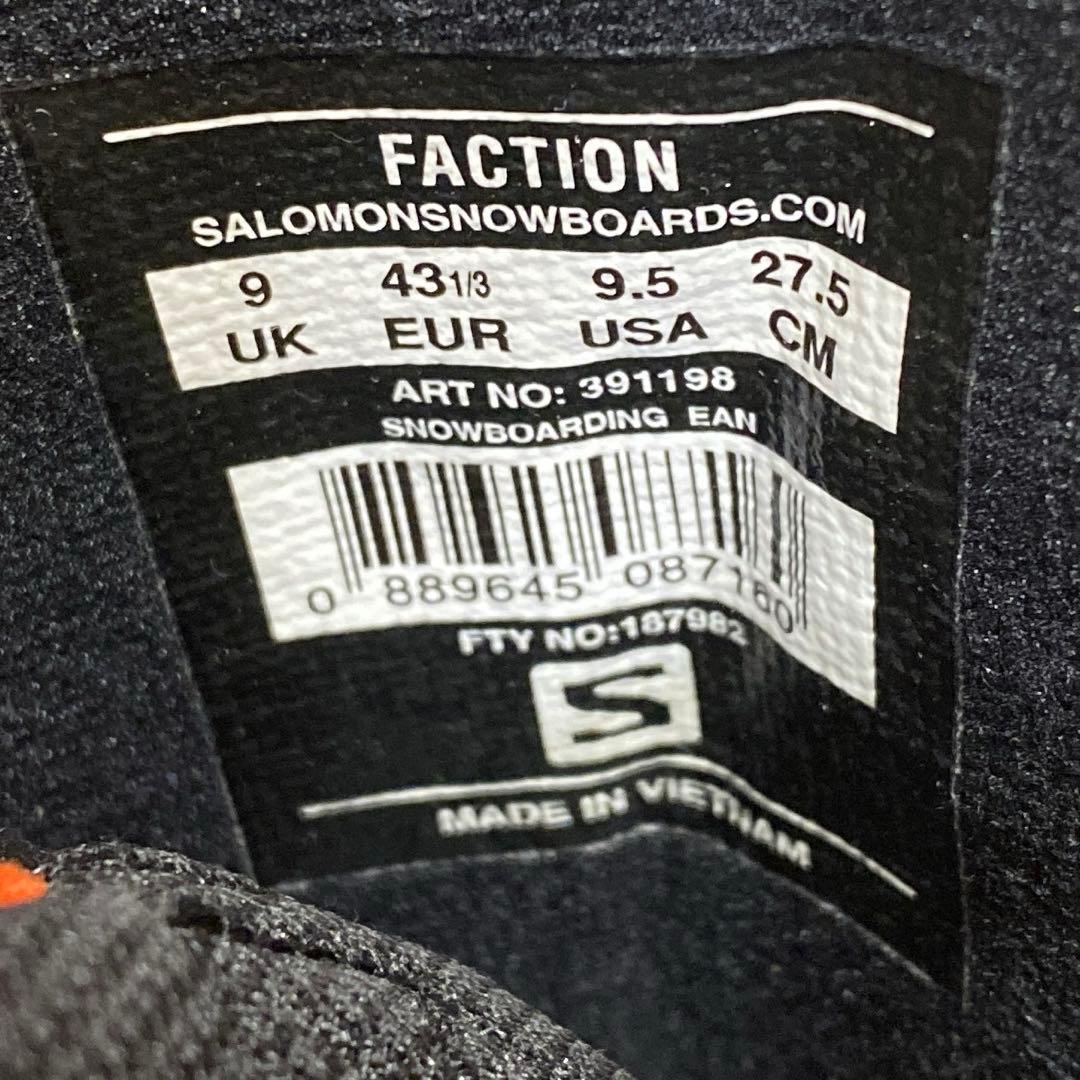 FACTION
SALOMONSNOWBOARDS.COM
9 43 1/3 9.5 27.5
UK EUR USA CM
ART NO: 391198
SNOWBOARDING EAN
0 889645 087160
FTY NO:187982
S
MADE IN VIETNAM